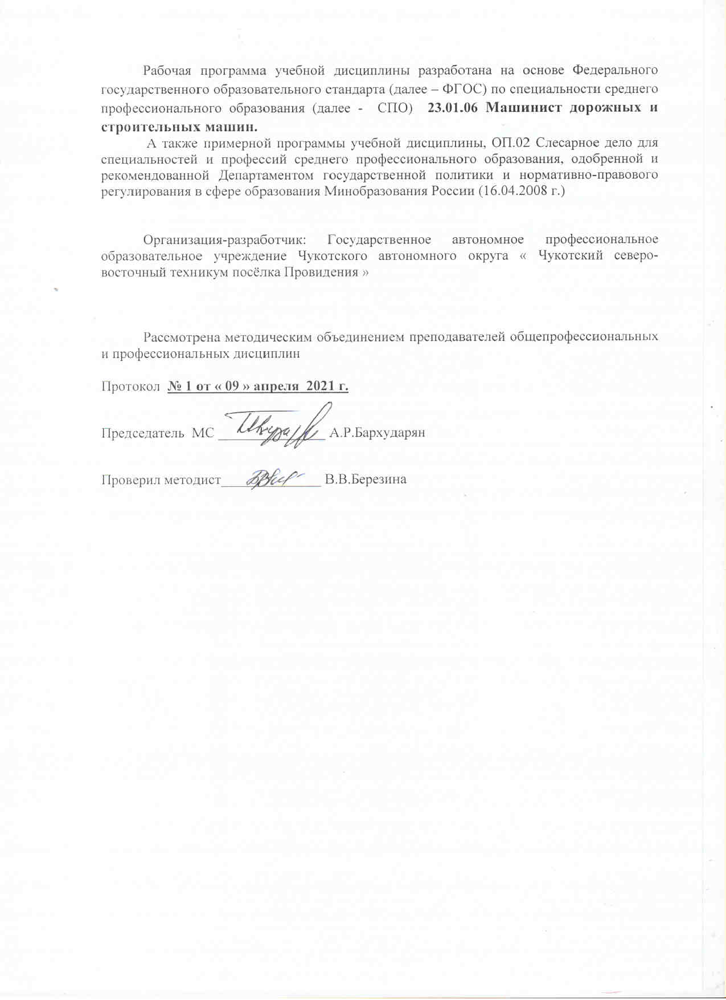 Рабочая программа учебной дисциплины разработана на основе Федерального
государственного образовательного стандарта (далее – ФГОС) по специальности среднего
профессионального образования (далее - СПО) 23.01.06 Машинист дорожных и
строительных машин.
А также примерной программы учебной дисциплины, ОП.02 Слесарное дело для
специальностей и профессий среднего профессионального образования, одобренной и
рекомендованной Департаментом государственной политики и нормативно-правового
регулирования в сфере образования Минобразования России (16.04.2008 г.)
Организация-разработчик: Государственное автономное профессиональное
образовательное учреждение Чукотского автономного округа « Чукотский северо-
восточный техникум посёлка Провидения »
Рассмотрена методическим объединением преподавателей общепрофессиональных
и профессиональных дисциплин
Протокол № 1 от « 09 » апреля 2021 г.
Председатель МС ______________ А.Р.Бархударян
Проверил методист______________ В.В.Березина